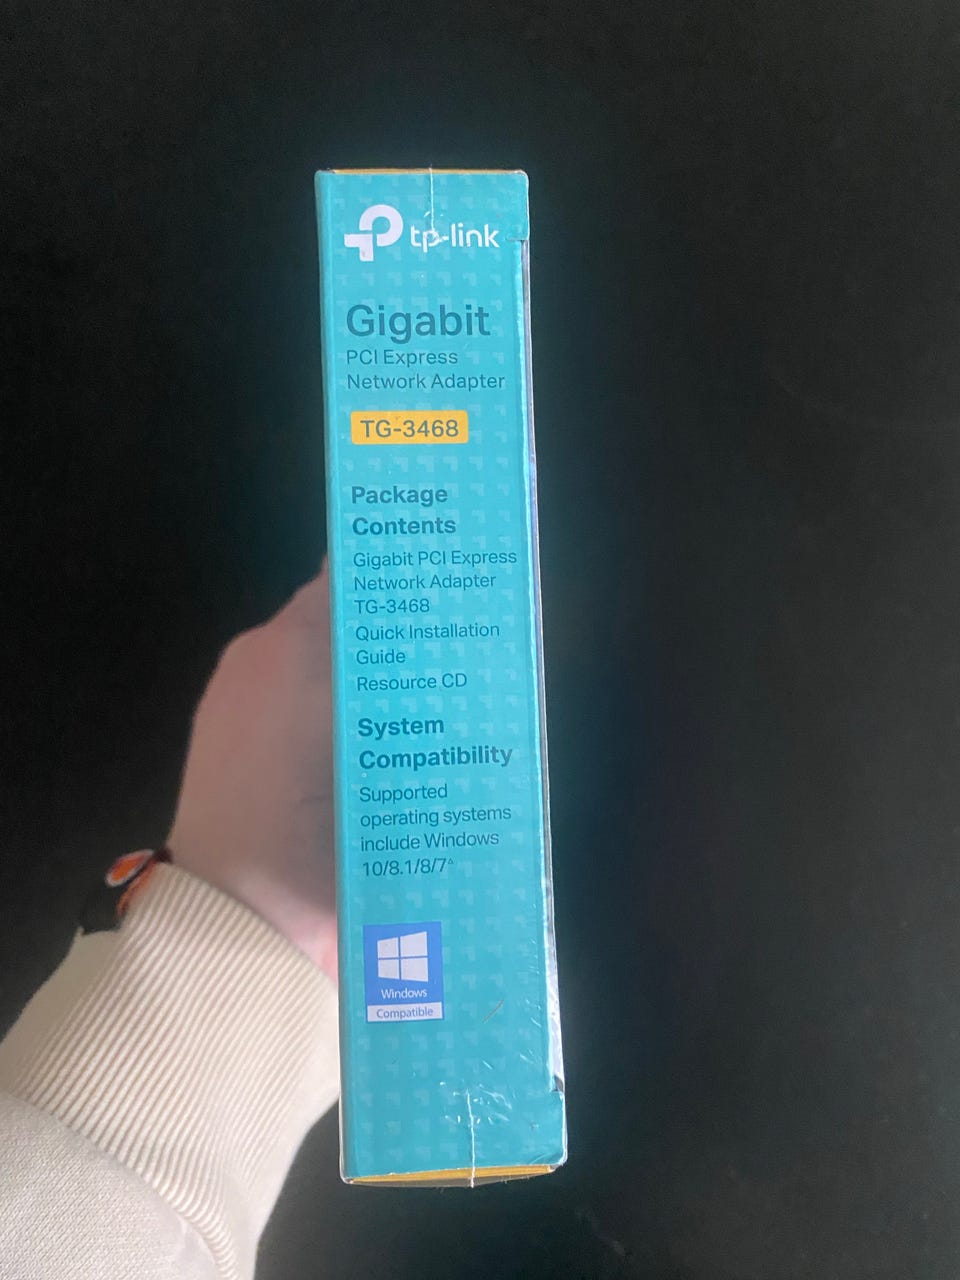 tp-link
Gigabit
PCI Express
Network Adapter
TG-3468
Package
Contents
Gigabit PCI Express
Network Adapter
TG-3468
Quick Installation
Guide
Resource CD
System
Compatibility
Supported
operating systems
include Windows
10/8.1/8/7△
Windows
Compatible